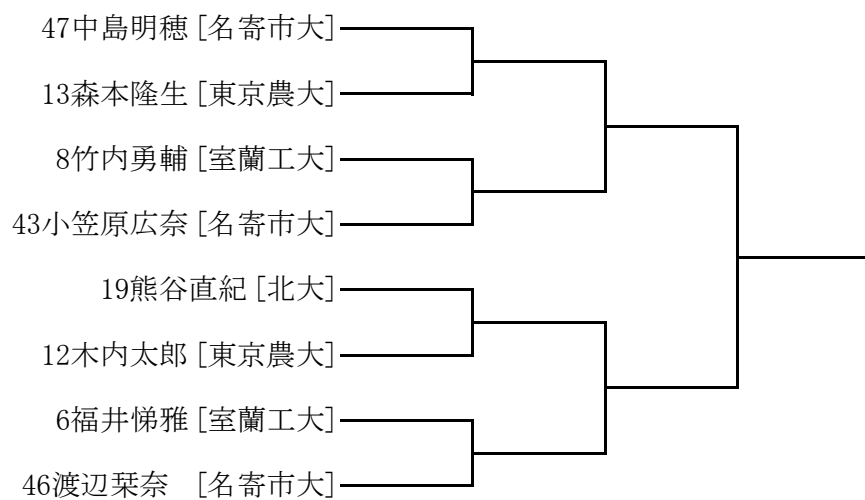 47中島明穂 [名寄市大]
13森本隆生 [東京農大]
8竹内勇輔 [室蘭工大]
43小笠原広奈 [名寄市大]
19熊谷直紀 [北大]
12木内太郎 [東京農大]
6福井悌雅 [室蘭工大]
46渡辺栞奈　[名寄市大]